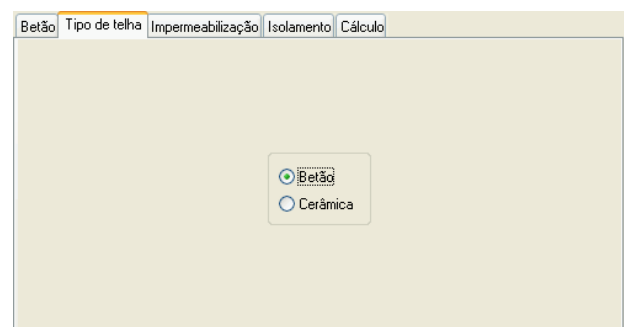 Betão Tipo de telha Impermeabilização Isolamento Cálculo
Betão
Cerâmica